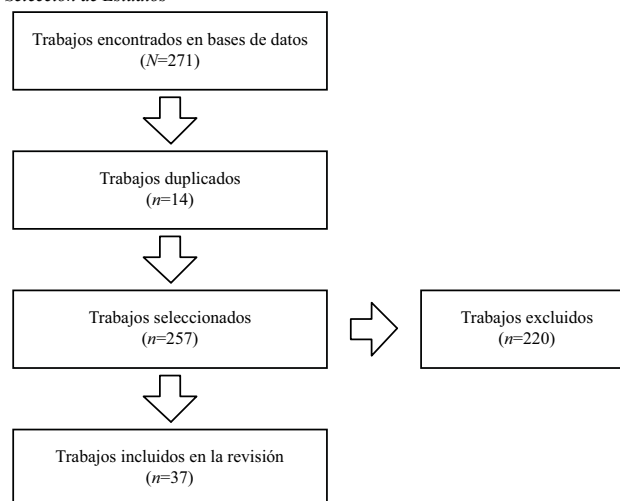 Selección de Estudios
Trabajos encontrados en bases de datos
(N=271)
Trabajos duplicados
(n=14)
Trabajos seleccionados
(n=257)
Trabajos excluidos
(n=220)
Trabajos incluidos en la revisión
(n=37)